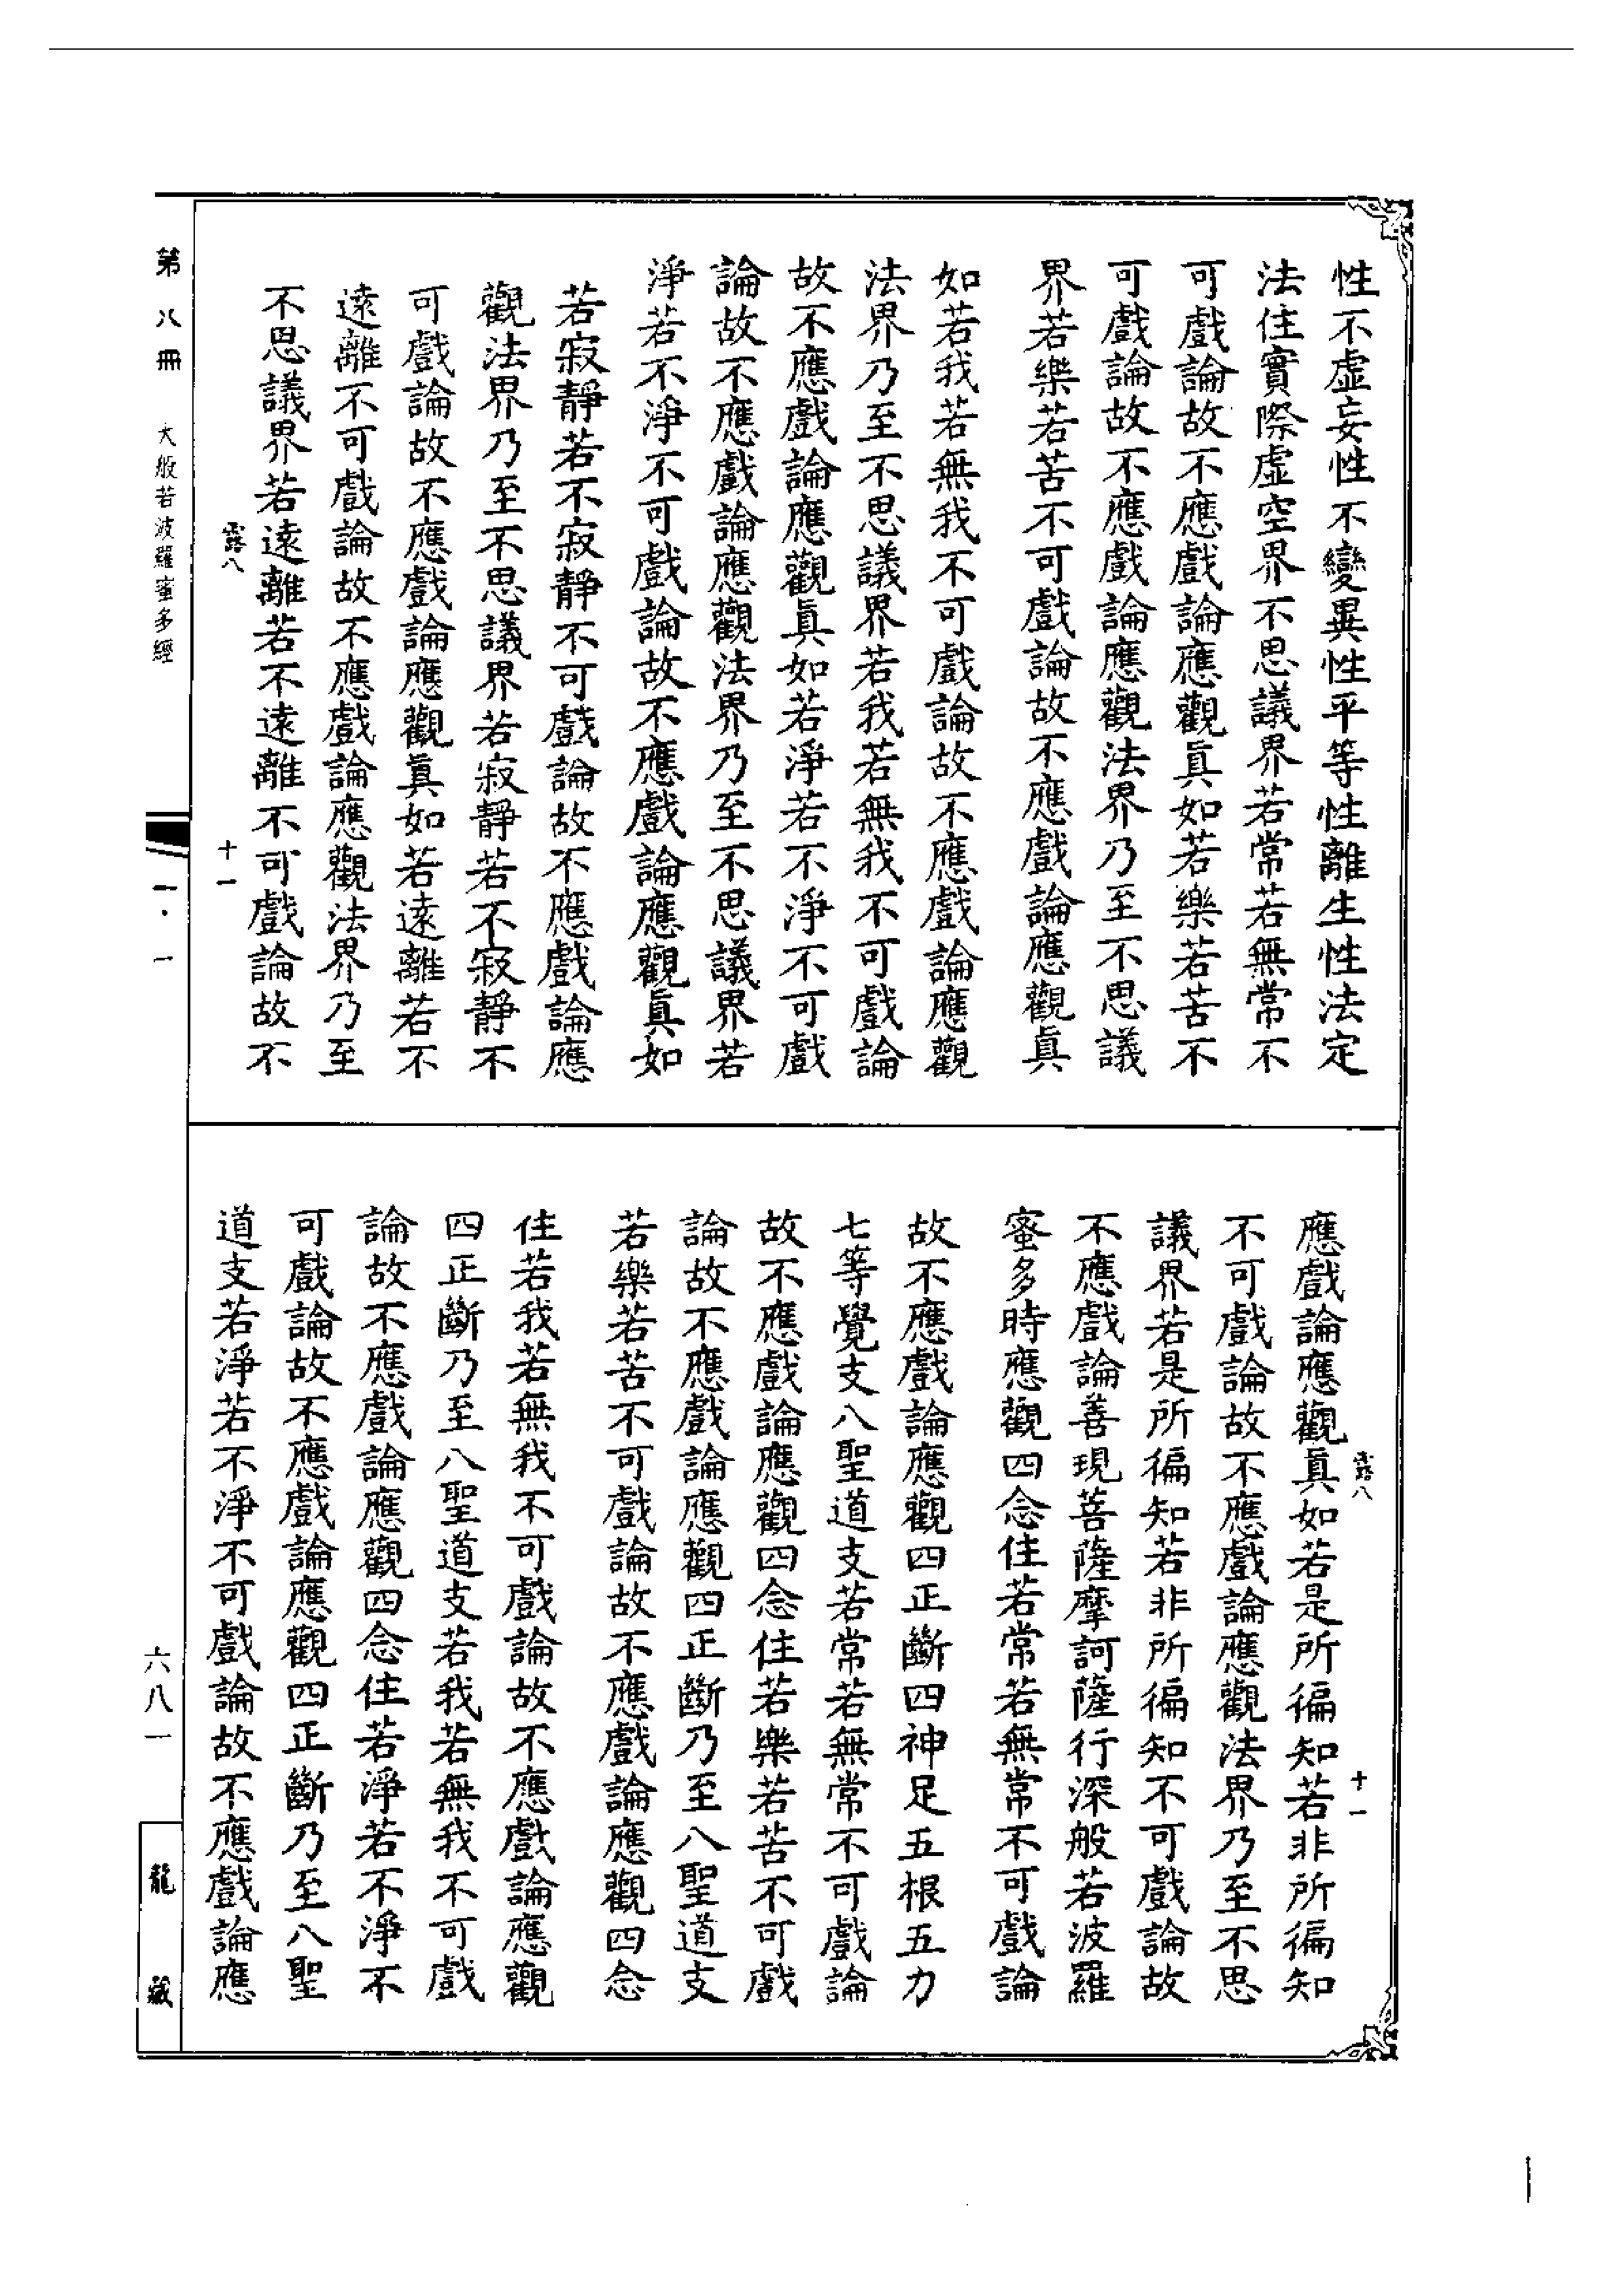 性不虛妄性不變異性平等性離生性法定
法住實際虛空界不思議界若常若無常不
可戲論故不應戲論應觀真如若樂若苦不
可戲論故不應戲論應觀法界乃至不思議
界若樂若苦不可戲論故不應戲論應觀真
如若我若無我不可戲論故不應戲論應觀
法界乃至不思議界若我若無我不可戲論
故不應戲論應觀真如若淨若不淨不可戲
論故不應戲論應觀法界乃至不思議界若
淨若不淨不可戲論故不應戲論應觀真如
若寂靜若不寂靜不可戲論故不應戲論應
觀法界乃至不思議界若寂靜若不寂靜不
可戲論故不應戲論應觀真如若遠離若不
遠離不可戲論故不應戲論應觀法界乃至
不思議界若遠離若不遠離不可戲論故不
露八 十一
第八冊 大般若波羅蜜多經 一·一
露八 十一
應戲論應觀真如若是所徧知若非所徧知
不可戲論故不應戲論應觀法界乃至不思
議界若是所徧知若非所徧知不可戲論故
不應戲論善現菩薩摩訶薩行深般若波羅
蜜多時應觀四念住若常若無常不可戲論
故不應戲論應觀四正斷四神足五根五力
七等覺支八聖道支若常若無常不可戲論
故不應戲論應觀四念住若樂若苦不可戲
論故不應戲論應觀四正斷乃至八聖道支
若樂若苦不可戲論故不應戲論應觀四念
住若我若無我不可戲論故不應戲論應觀
四正斷乃至八聖道支若我若無我不可戲
論故不應戲論應觀四念住若淨若不淨不
可戲論故不應戲論應觀四正斷乃至八聖
道支若淨若不淨不可戲論故不應戲論應
六八一
龍藏